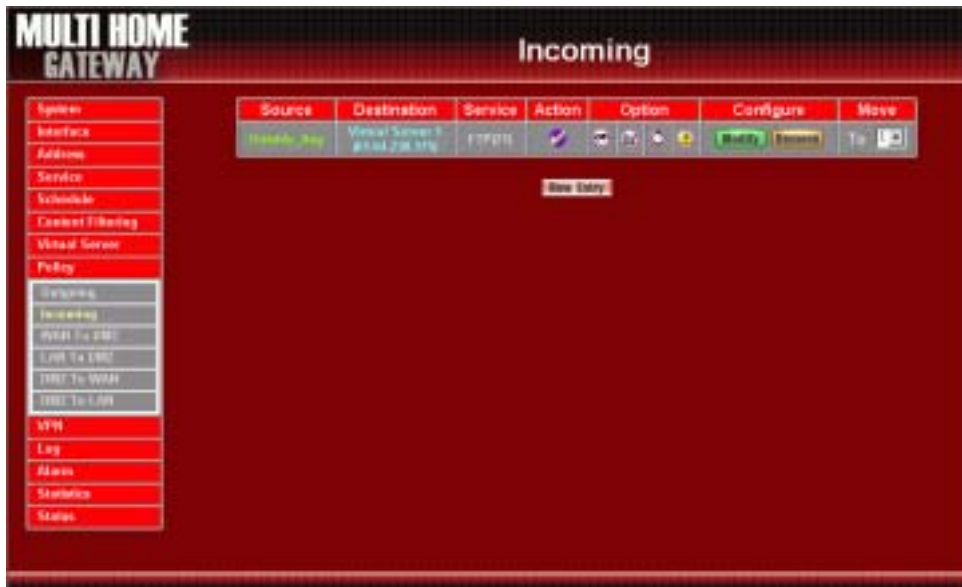 MULTI HOME
GATEWAY
Incoming
System
Interface
Address
Service
Schedule
Content Filtering
Virtual Server
Policy
Outgoing
Incoming
WAN To DMZ
LAN To DMZ
DMZ To WAN
DMZ To LAN
VPN
Log
Alarm
Statistics
Status
Source Destination Service Action Option Configure Move
Outside_Any Virtual Server 1 Modify Remove To 1
New Entry